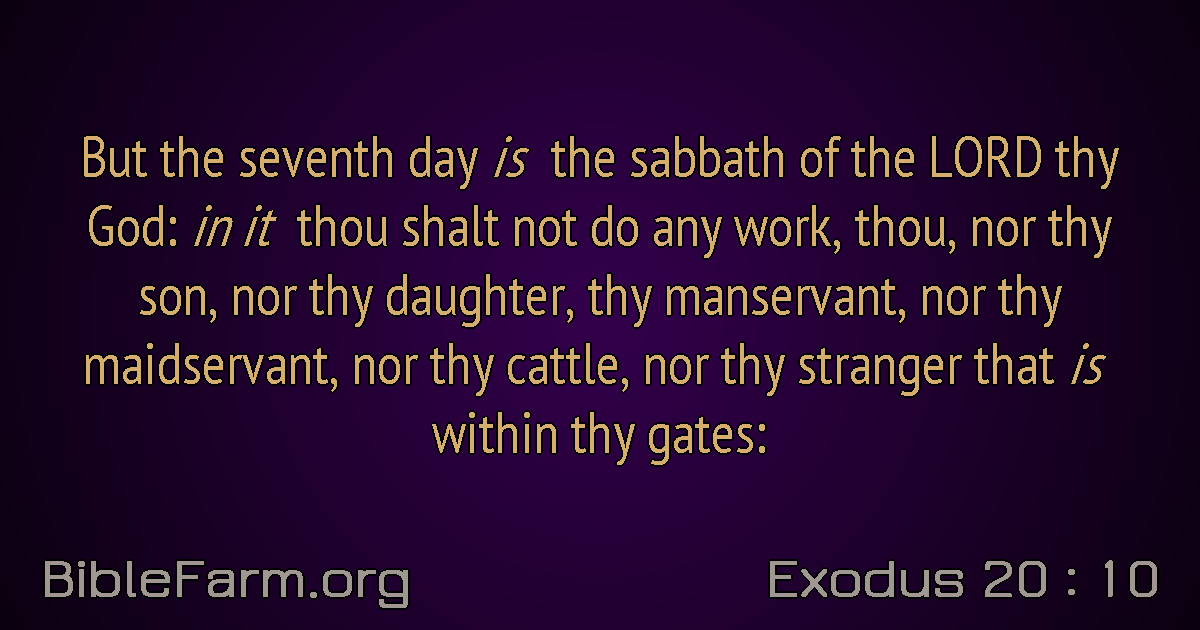 But the seventh day is the sabbath of the LORD thy
God: in it thou shalt not do any work, thou, nor thy
son, nor thy daughter, thy manservant, nor thy
maidservant, nor thy cattle, nor thy stranger that is
within thy gates:
BibleFarm.org
Exodus 20 : 10